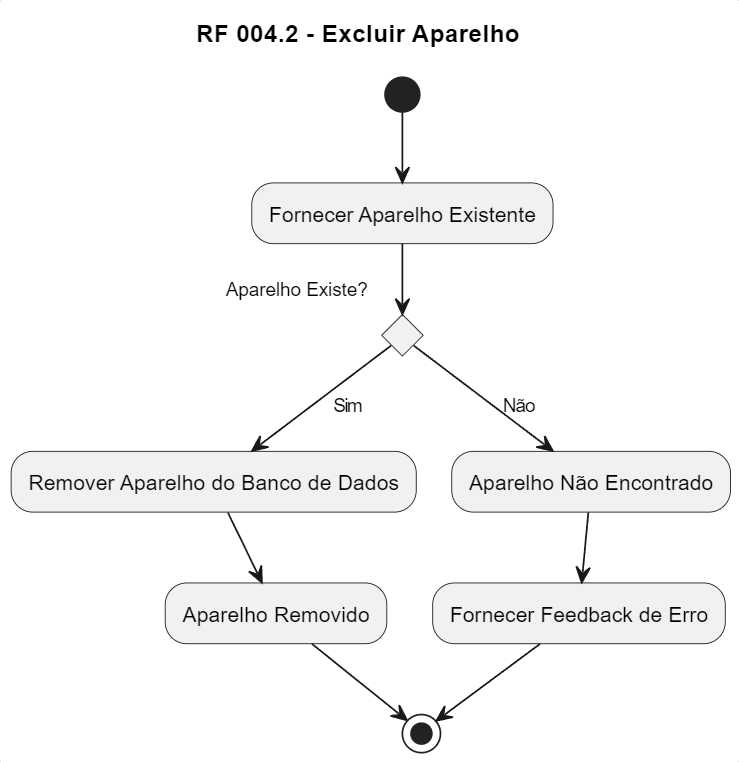 RF 004.2 - Excluir Aparelho
Fornecer Aparelho Existente
Aparelho Existe?
Sim
Não
Remover Aparelho do Banco de Dados
Aparelho Não Encontrado
Aparelho Removido
Fornecer Feedback de Erro